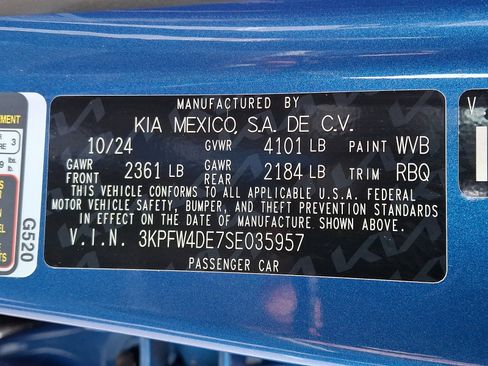 MANUFACTURED BY
KIA MEXICO, S.A. DE C.V.
10/24 GVWR 4101 LB PAINT WVB
GAWR FRONT 2361 LB GAWR REAR 2184 LB TRIM RBQ
THIS VEHICLE CONFORMS TO ALL APPLICABLE U.S.A. FEDERAL
MOTOR VEHICLE SAFETY, BUMPER, AND THEFT PREVENTION STANDARDS
IN EFFECT ON THE DATE OF MANUFACTURE SHOWN ABOVE.
V.I.N. 3KPFW4DE7SE035957
PASSENGER CAR
G520
3
lbs.
V